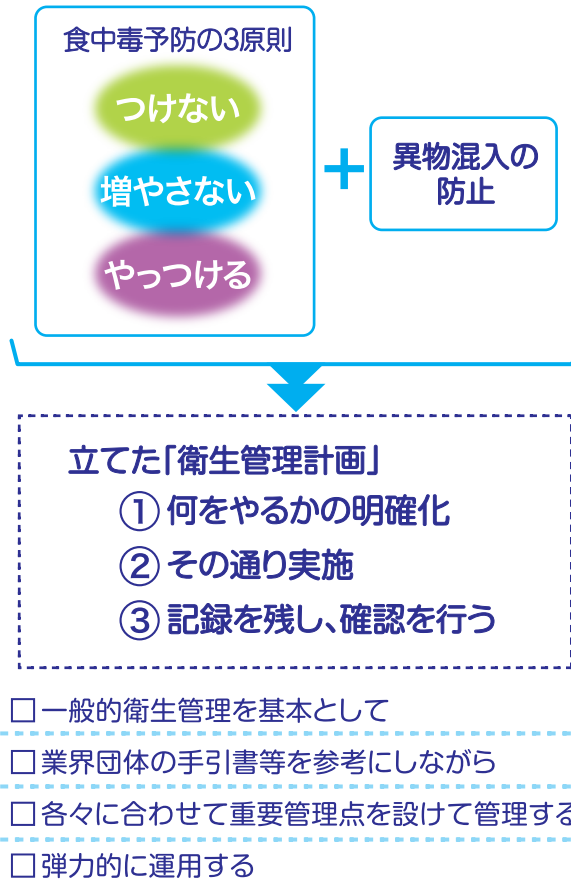 食中毒予防の3原則
つけない
増やさない
やっつける
+
異物混入の
防止
立てた「衛生管理計画」
① 何をやるかの明確化
② その通り実施
③ 記録を残し、確認を行う
□ 一般的衛生管理を基本として
□ 業界団体の手引書等を参考にしながら
□ 各々に合わせて重要管理点を設けて管理する
□ 弾力的に運用する